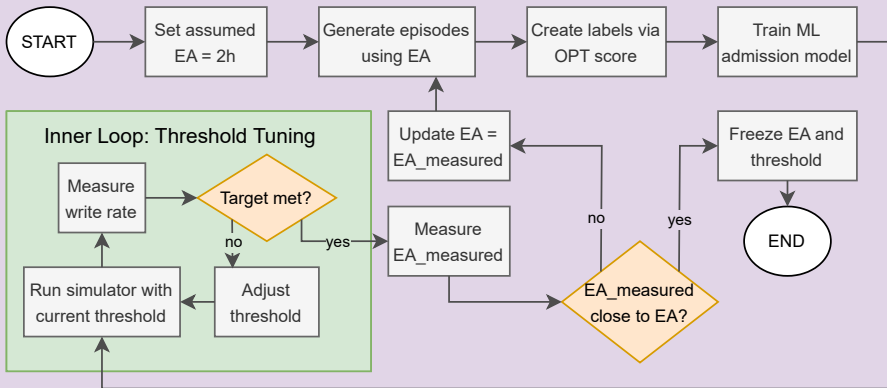 START
Set assumed
EA = 2h
Generate episodes
using EA
Create labels via
OPT score
Train ML
admission model
Inner Loop: Threshold Tuning
Measure
write rate
Target met?
no
yes
Run simulator with
current threshold
Adjust
threshold
Update EA =
EA_measured
Measure
EA_measured
EA_measured
close to EA?
no
yes
Freeze EA and
threshold
END